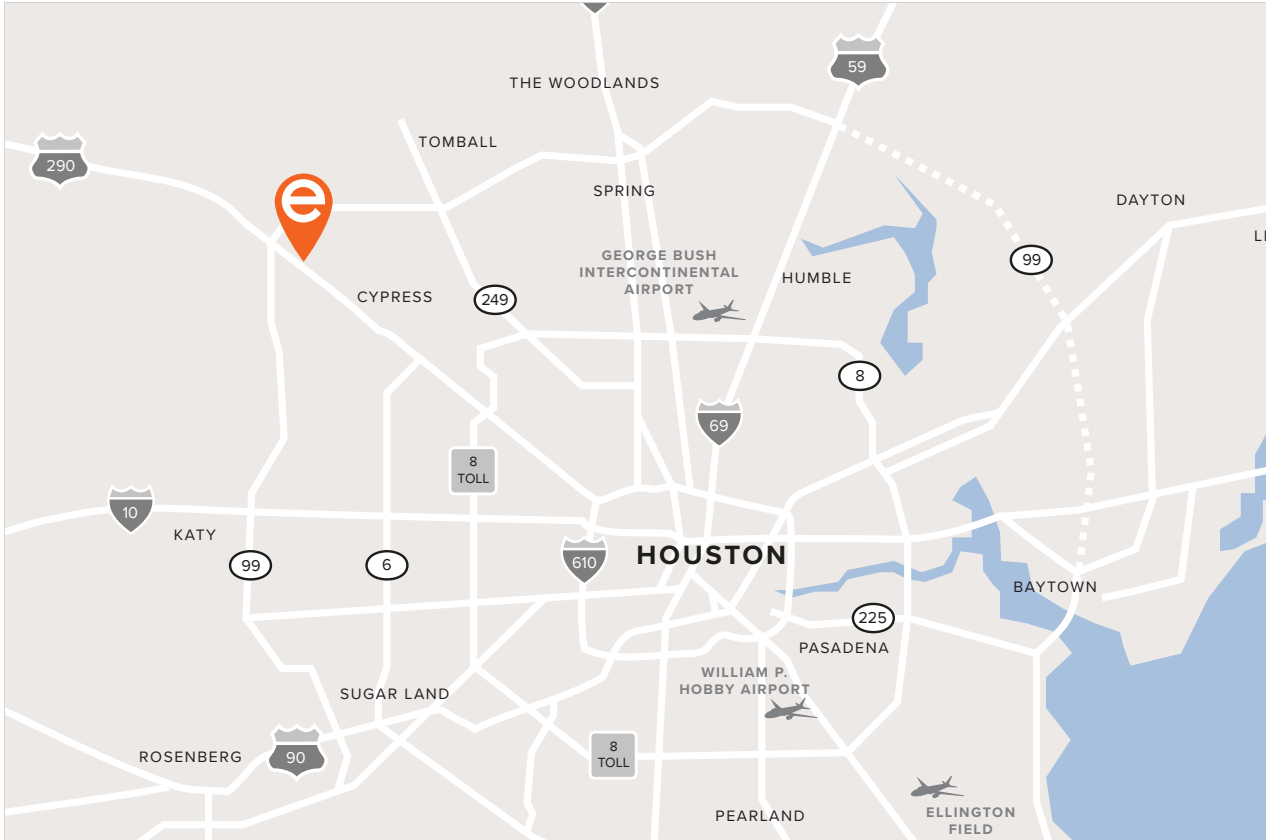 59
THE WOODLANDS
TOMBALL
290
SPRING
e
DAYTON
LI
GEORGE BUSH
INTERCONTINENTAL
AIRPORT
99
HUMBLE
CYPRESS
249
8
69
8
TOLL
10
KATY
HOUSTON
99
6
610
BAYTOWN
225
PASADENA
WILLIAM P.
HOBBY AIRPORT
SUGAR LAND
ROSENBERG
90
8
TOLL
PEARLAND
ELLINGTON
FIELD